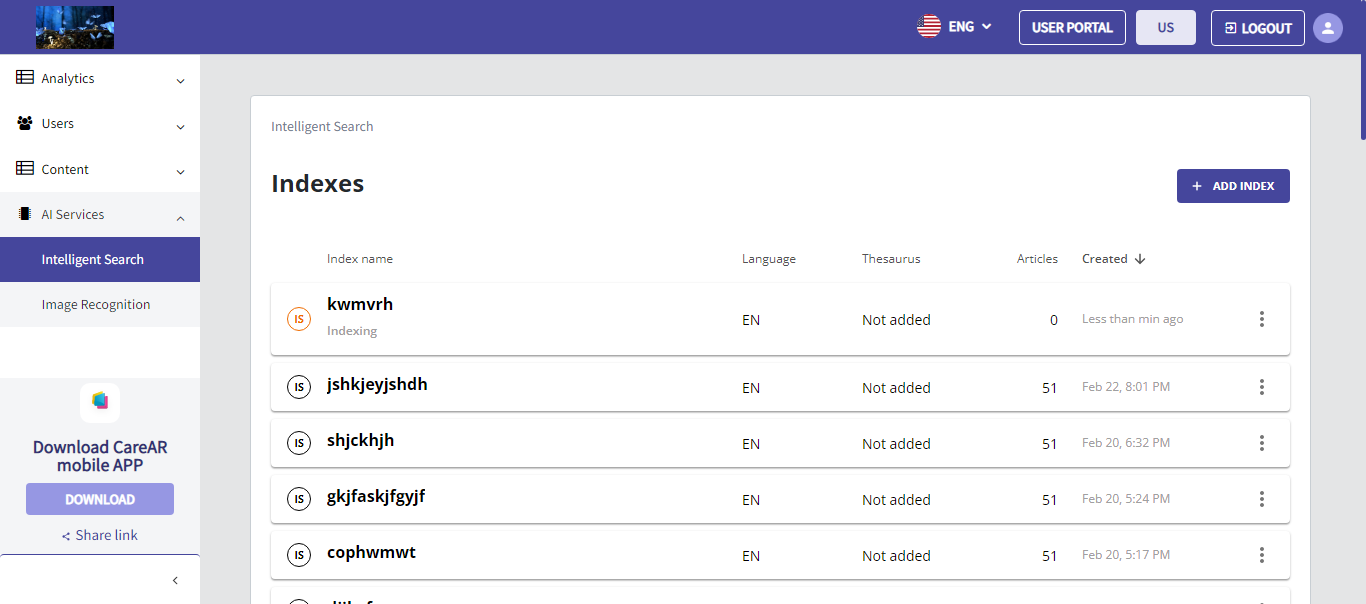 ENG
USER PORTAL
US
LOGOUT
Analytics
Users
Content
AI Services
Intelligent Search
Image Recognition
Download CareAR
mobile APP
DOWNLOAD
Share link
Intelligent Search
Indexes
+ ADD INDEX
Index name Language Thesaurus Articles Created
IS kwmvrh EN Not added 0 Less than min ago
Indexing
IS jshkjeyjshdh EN Not added 51 Feb 22, 8:01 PM
IS shjckhjh EN Not added 51 Feb 20, 6:32 PM
IS gkjfaskjfgyjf EN Not added 51 Feb 20, 5:24 PM
IS cophwmwt EN Not added 51 Feb 20, 5:17 PM